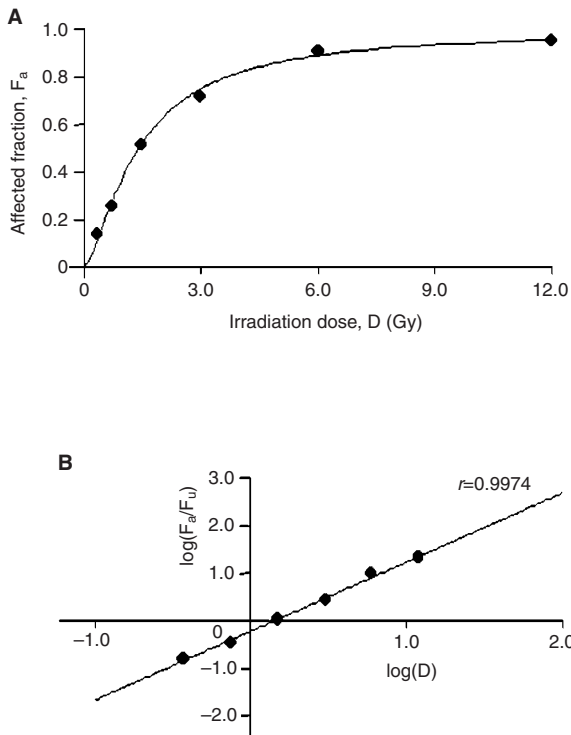 A
Affected fraction, Fₐ
1.0
0.8
0.6
0.4
0.2
0
0 3.0 6.0 9.0 12.0
Irradiation dose, D (Gy)
B
log(Fₐ/Fᵤ)
r=0.9974
3.0
2.0
1.0
0
–1.0
–2.0
–1.0 1.0 2.0
log(D)